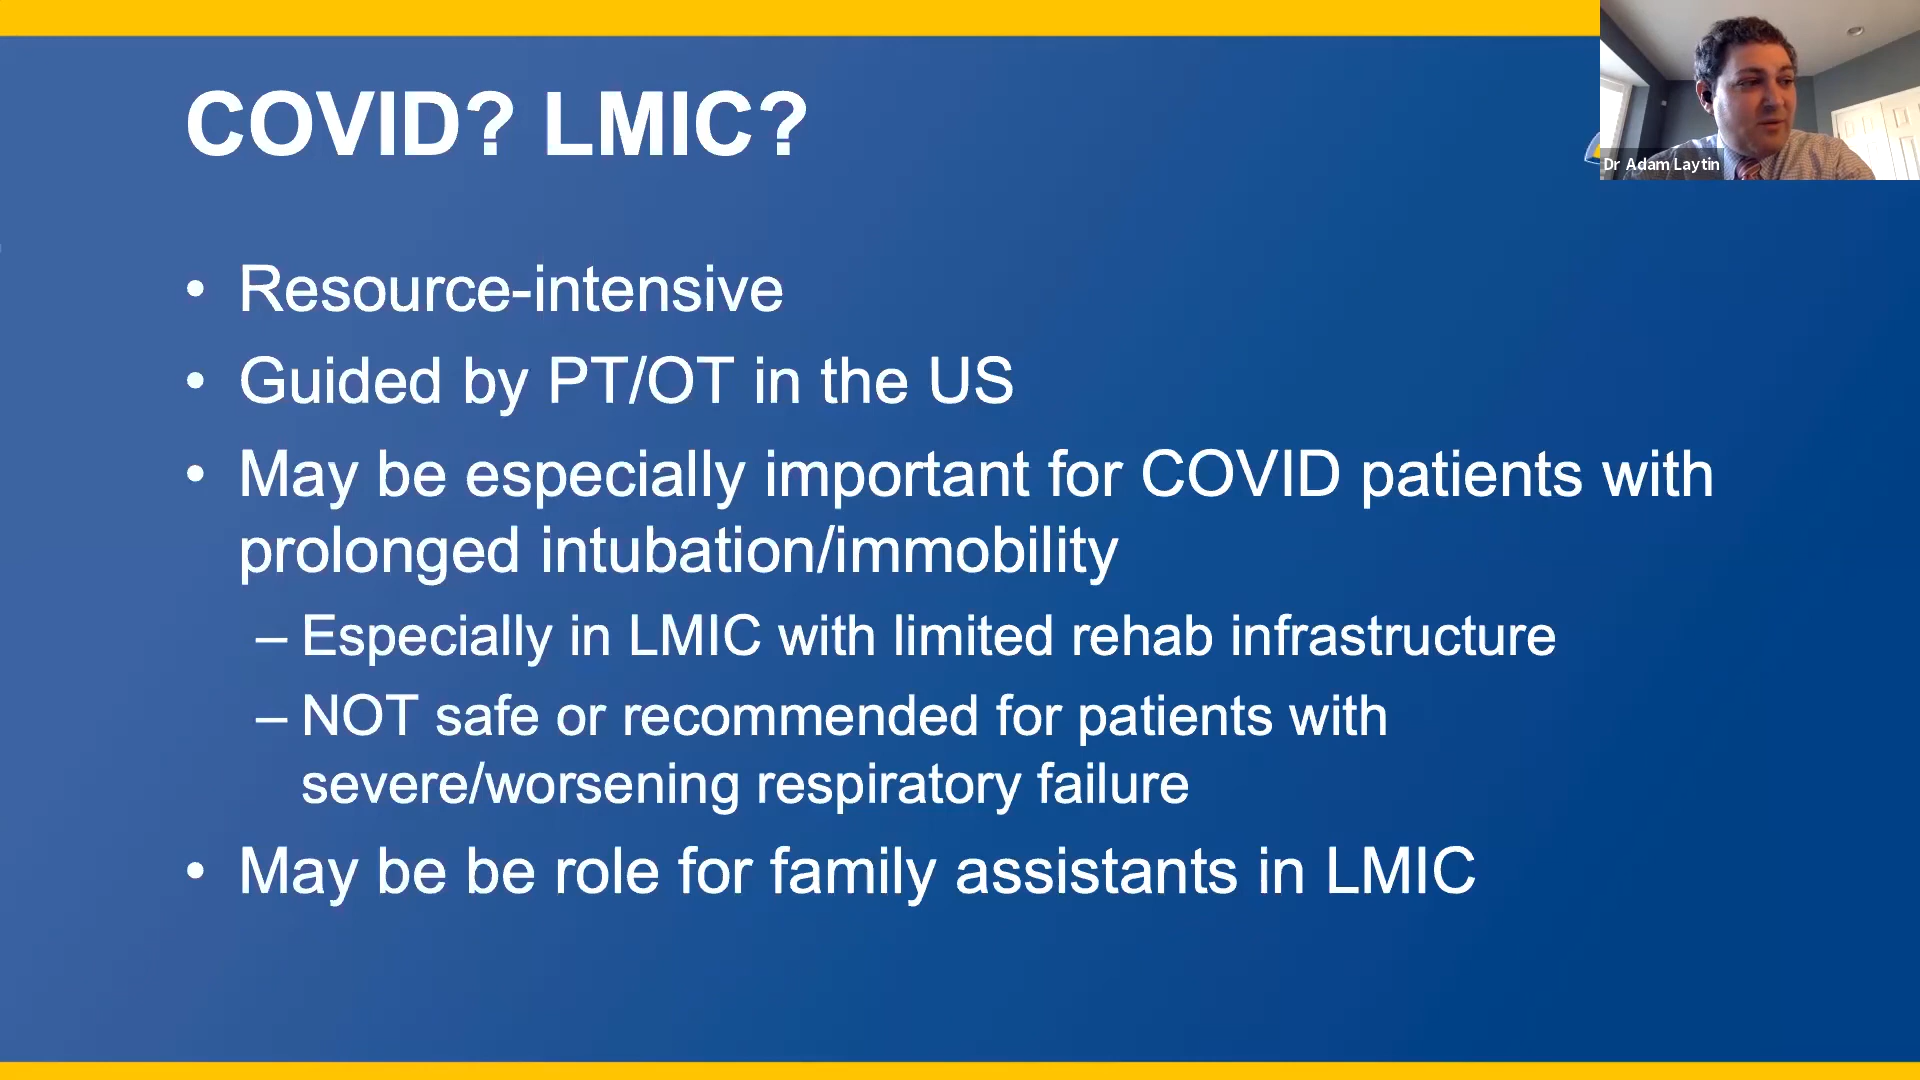 COVID? LMIC?
Dr Adam Laytin
• Resource-intensive
• Guided by PT/OT in the US
• May be especially important for COVID patients with
prolonged intubation/immobility
– Especially in LMIC with limited rehab infrastructure
– NOT safe or recommended for patients with
severe/worsening respiratory failure
• May be be role for family assistants in LMIC